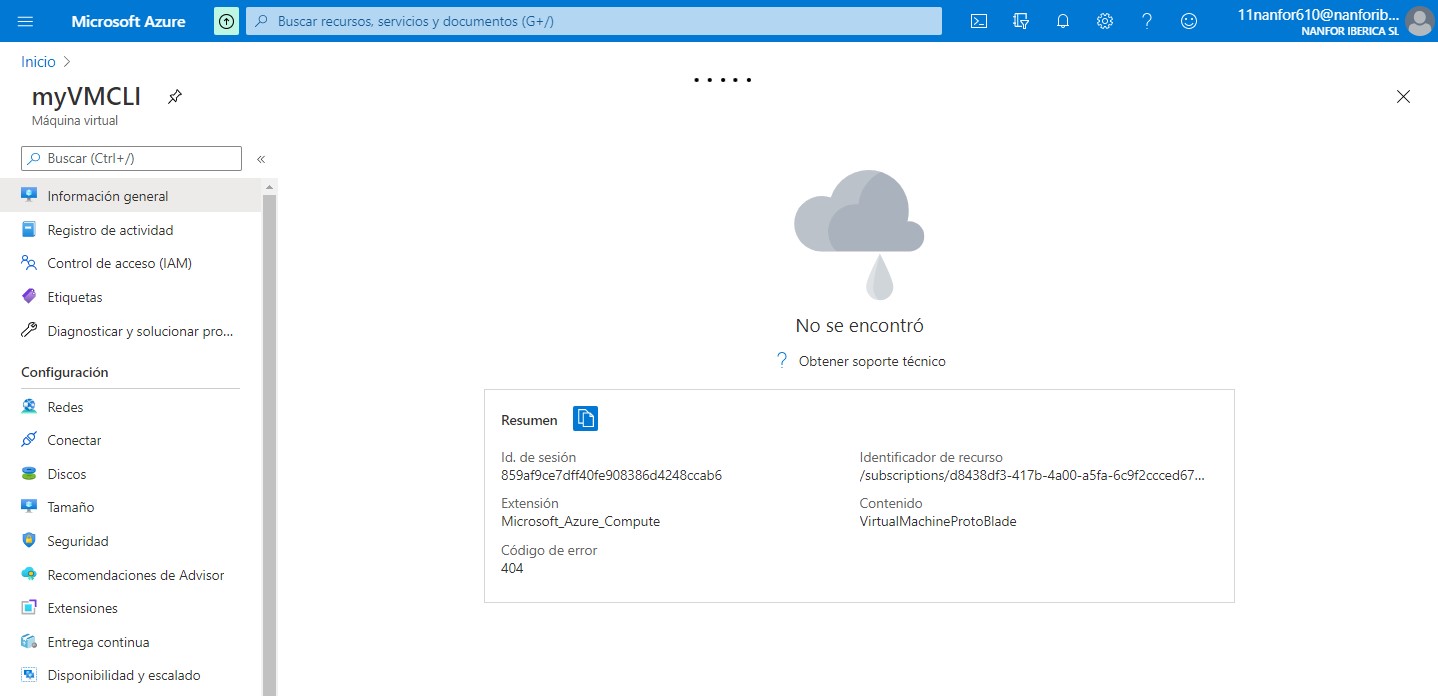 Microsoft Azure
Buscar recursos, servicios y documentos (G+/)
11nanfor610@nanforib...
NANFOR IBERICA SL
Inicio
myVMCLI
Máquina virtual
Buscar (Ctrl+/)
«
Información general
Registro de actividad
Control de acceso (IAM)
Etiquetas
Diagnosticar y solucionar pro...
Configuración
Redes
Conectar
Discos
Tamaño
Seguridad
Recomendaciones de Advisor
Extensiones
Entrega continua
Disponibilidad y escalado
No se encontró
? Obtener soporte técnico
Resumen
Id. de sesión
859af9ce7dff40fe908386d4248ccab6
Identificador de recurso
/subscriptions/d8438df3-417b-4a00-a5fa-6c9f2ccced67...
Extensión
Microsoft_Azure_Compute
Contenido
VirtualMachineProtoBlade
Código de error
404